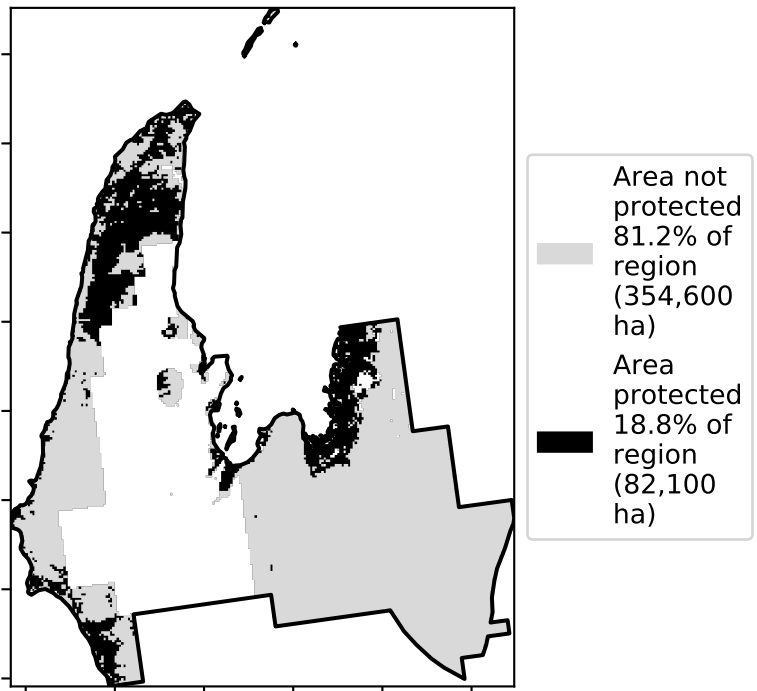 Area not
protected
81.2% of
region
(354,600
ha)
Area
protected
18.8% of
region
(82,100
ha)